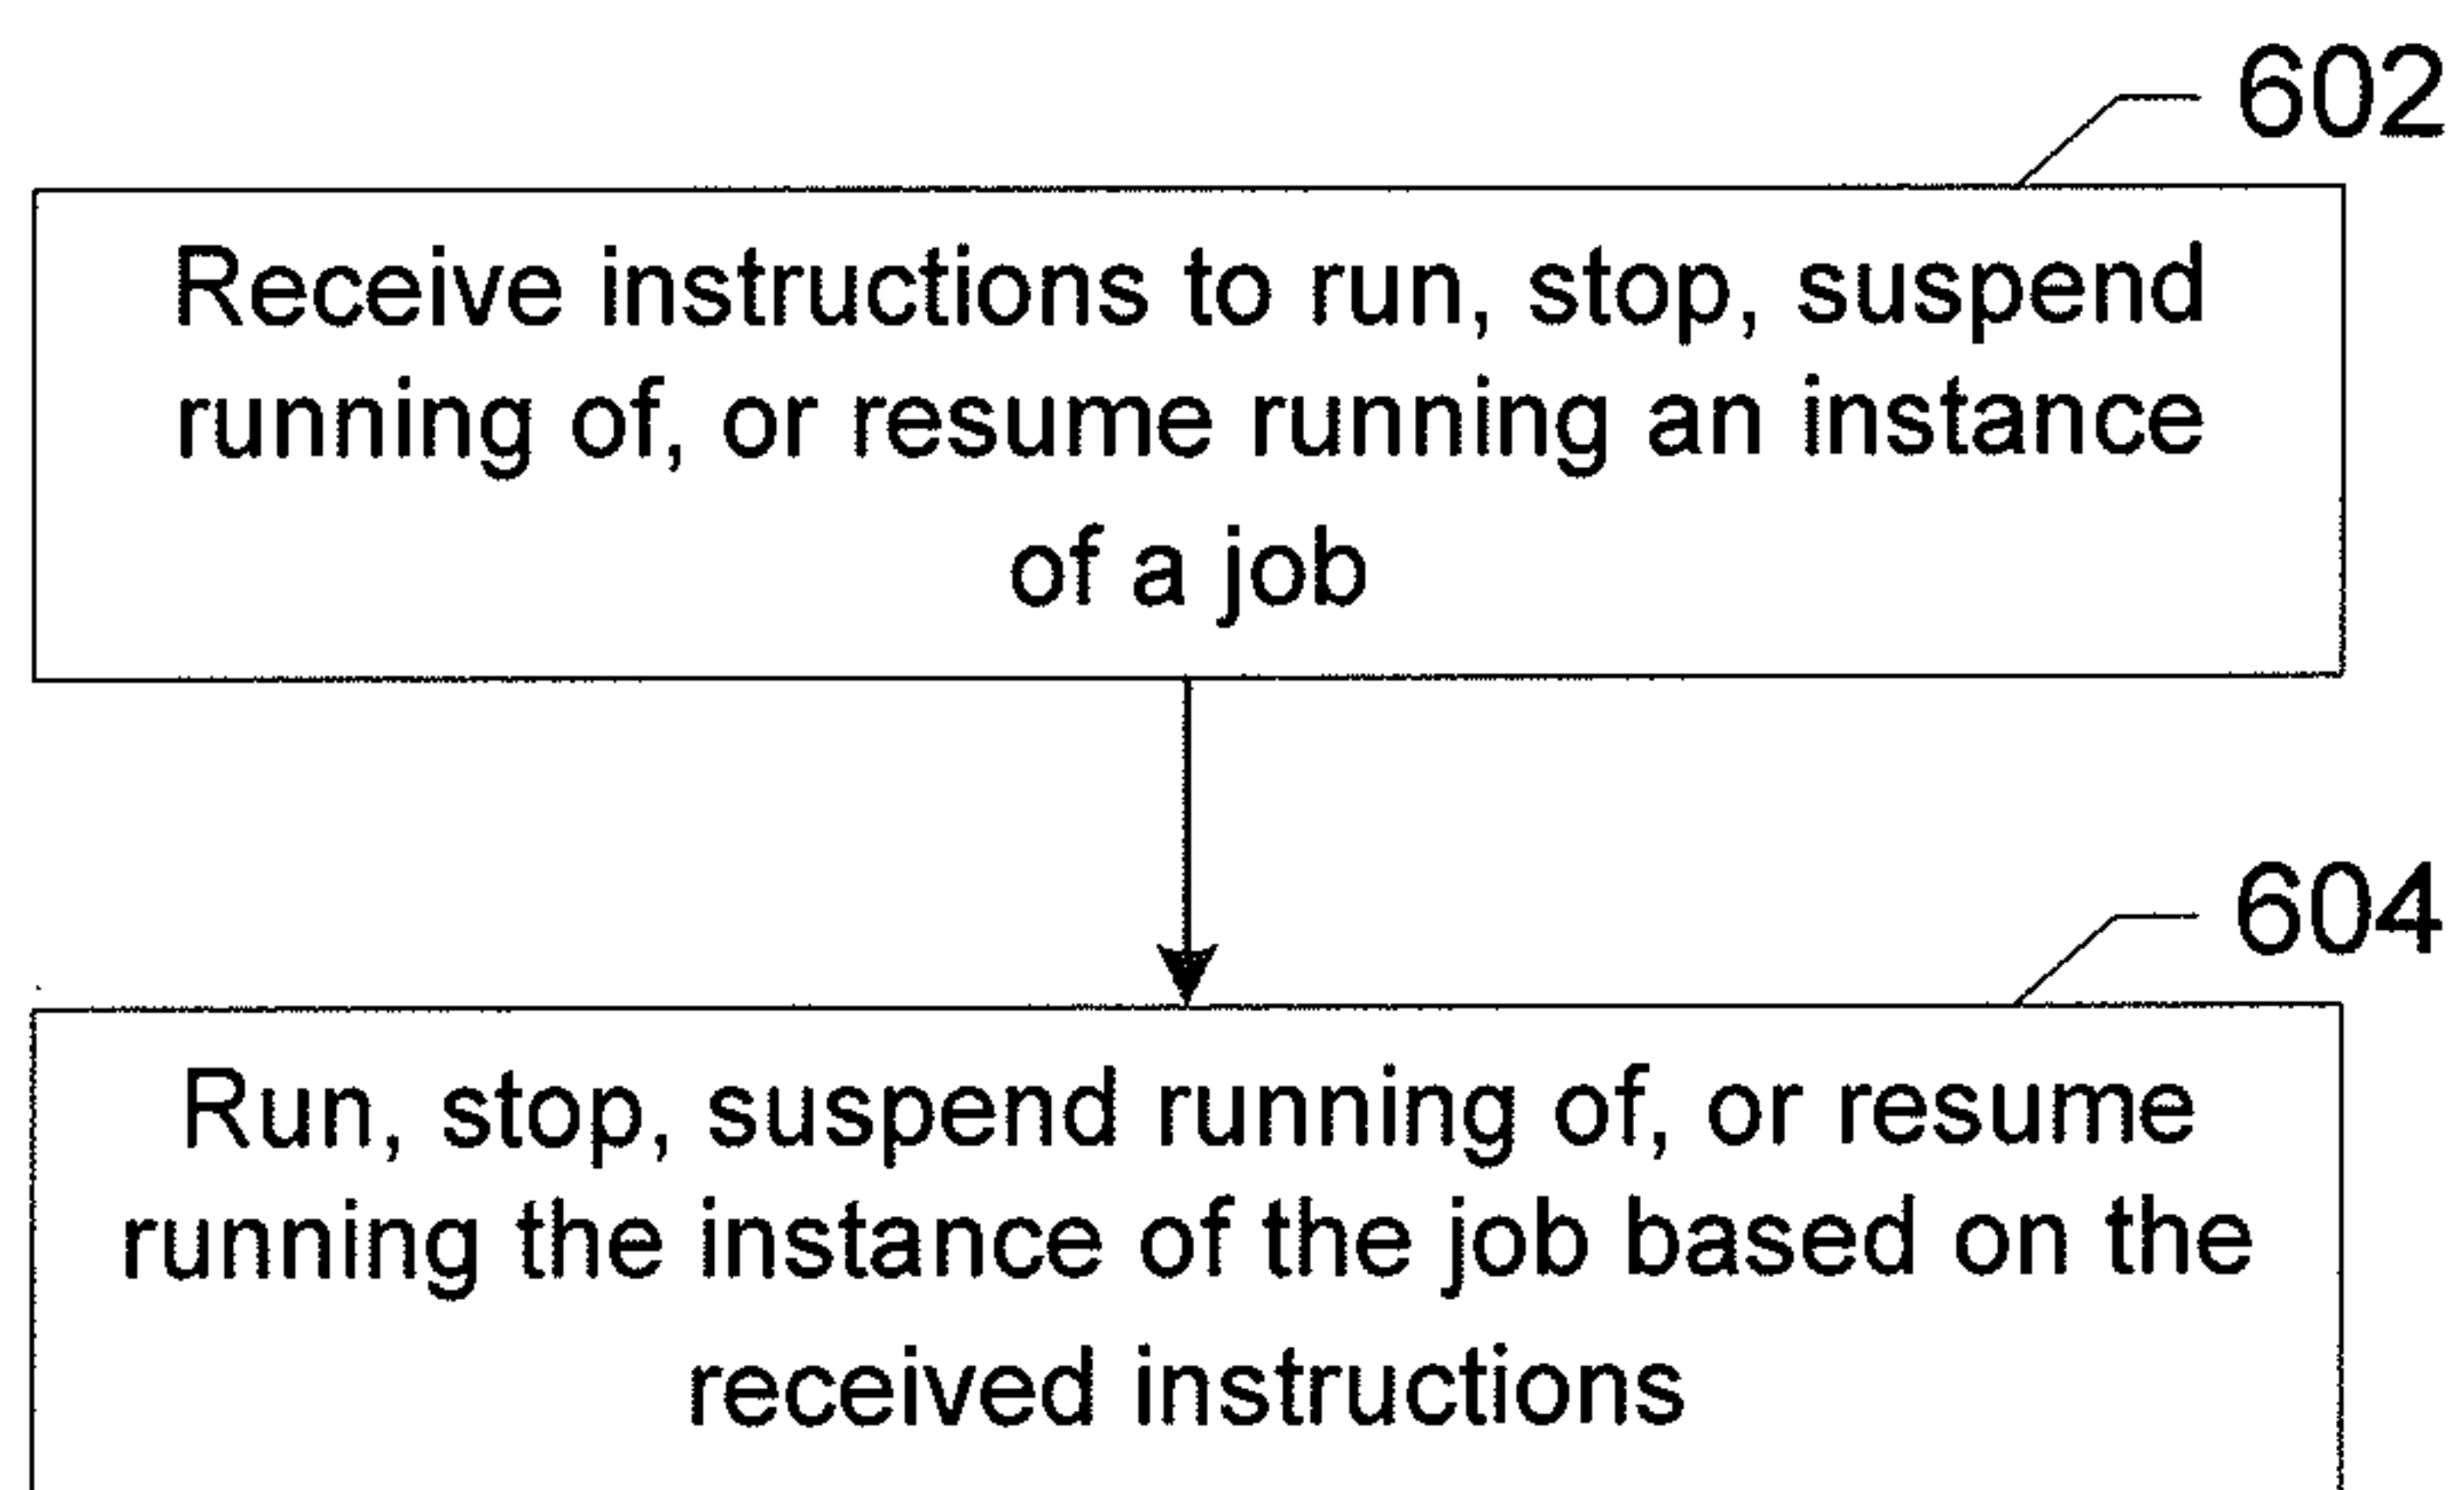 602
Receive instructions to run, stop, suspend
running of, or resume running an instance
of a job
604
Run, stop, suspend running of, or resume
running the instance of the job based on the
received instructions